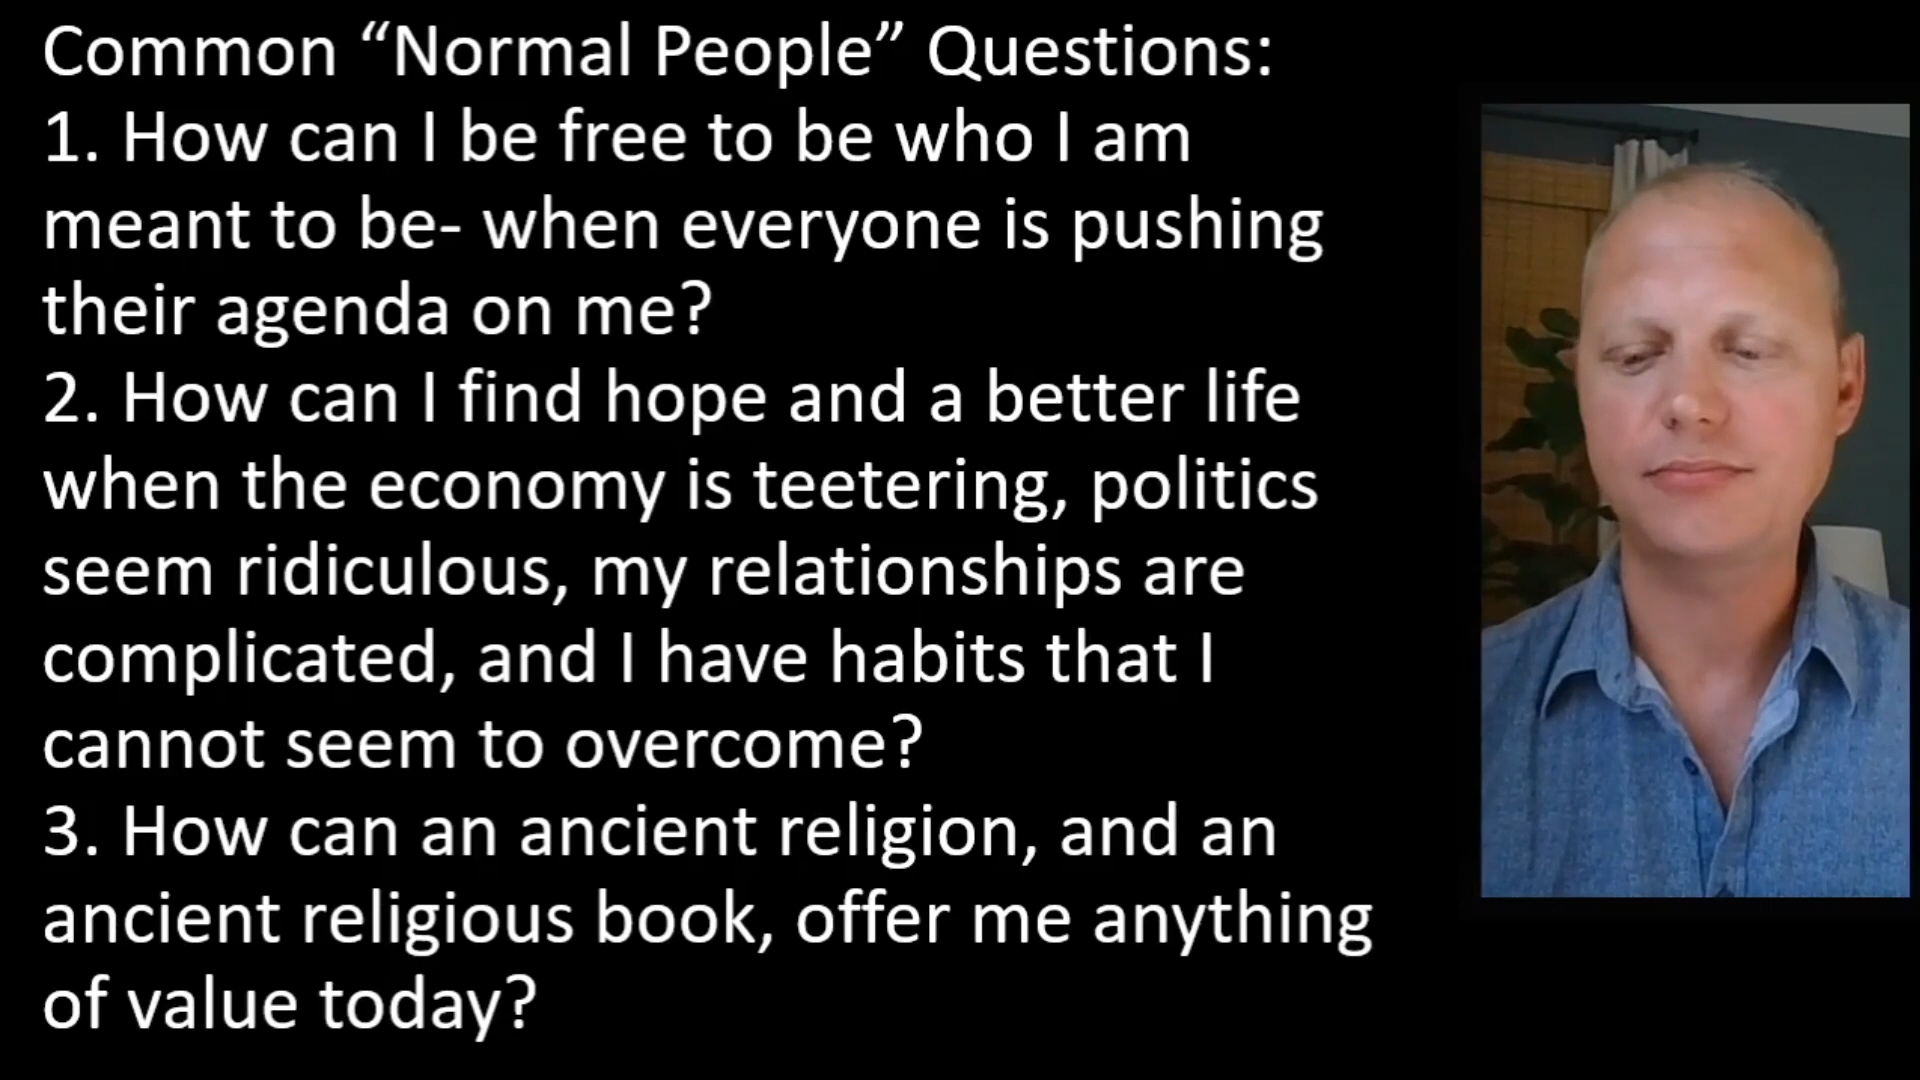 Common “Normal People” Questions:
1. How can I be free to be who I am
meant to be- when everyone is pushing
their agenda on me?
2. How can I find hope and a better life
when the economy is teetering, politics
seem ridiculous, my relationships are
complicated, and I have habits that I
cannot seem to overcome?
3. How can an ancient religion, and an
ancient religious book, offer me anything
of value today?